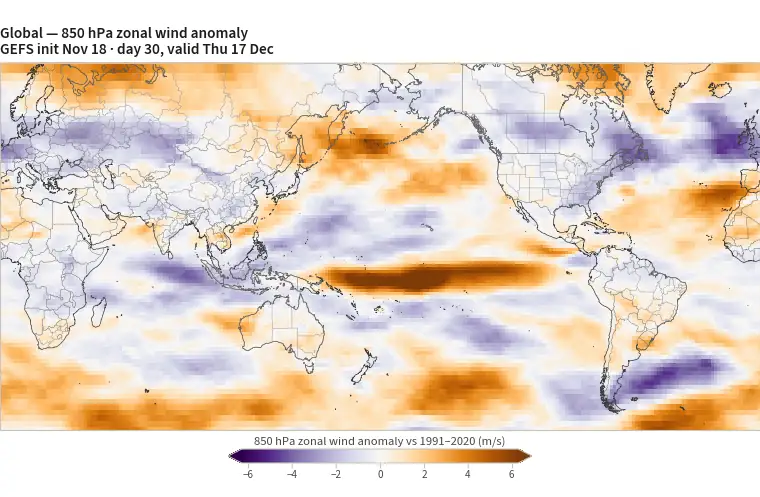 Global — 850 hPa zonal wind anomaly
GEFS init Nov 18 · day 30, valid Thu 17 Dec
850 hPa zonal wind anomaly vs 1991−2020 (m/s)
−6 −4 −2 0 2 4 6